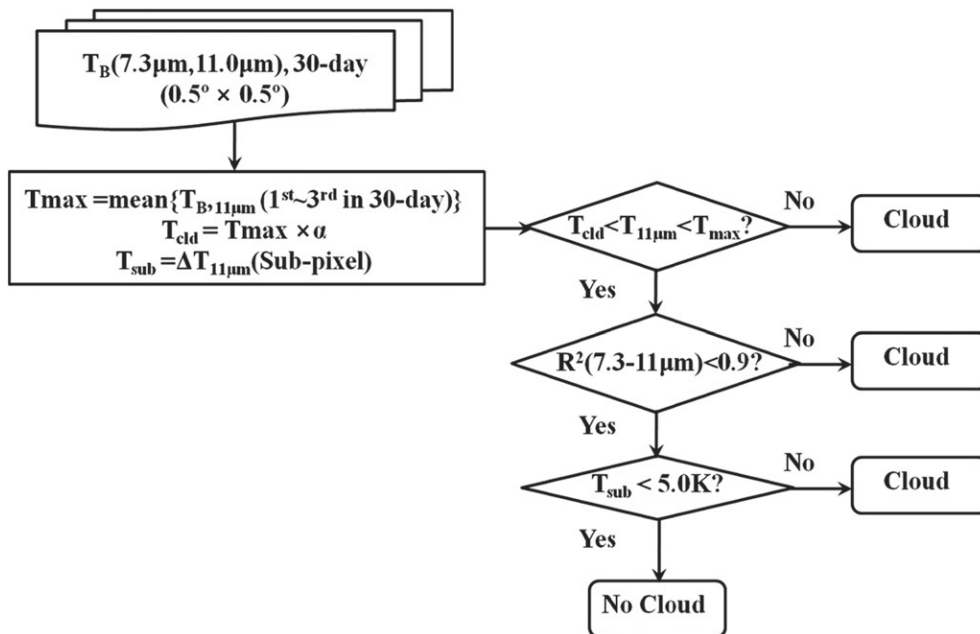 T_B(7.3μm,11.0μm), 30-day
(0.5º × 0.5º)
Tmax =mean{T_B,11μm (1st~3rd in 30-day)}
T_cld = Tmax × α
T_sub =ΔT_11μm(Sub-pixel)
T_cld<T_11μm<T_max?
No
Cloud
Yes
R²(7.3-11μm)<0.9?
No
Cloud
Yes
T_sub < 5.0K?
No
Cloud
Yes
No Cloud